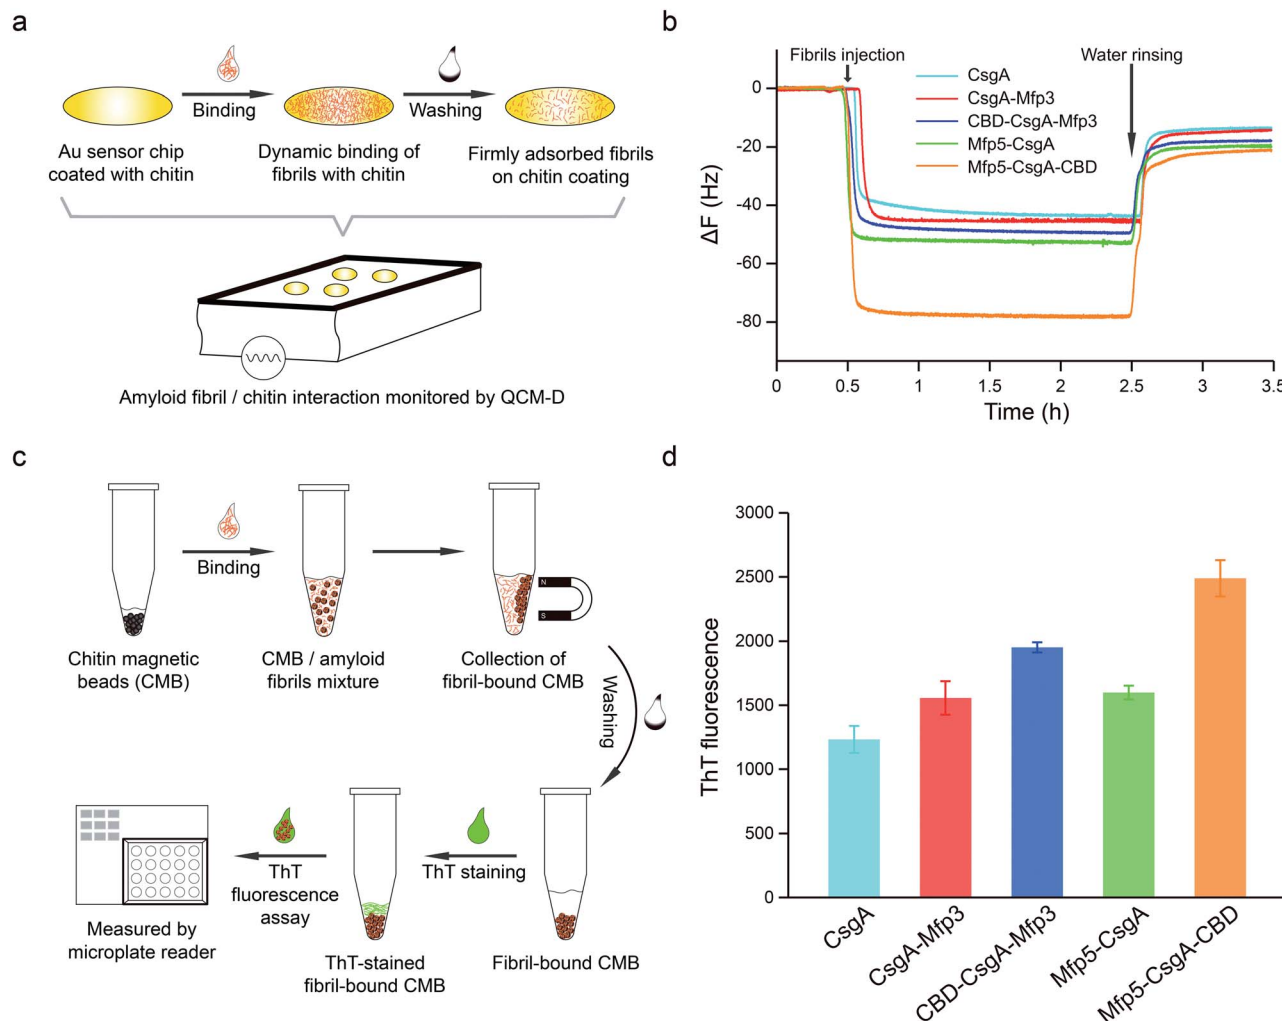 a
Binding
Washing
Au sensor chip
coated with chitin
Dynamic binding of
fibrils with chitin
Firmly adsorbed fibrils
on chitin coating
Amyloid fibril / chitin interaction monitored by QCM-D
b
Fibrils injection
Water rinsing
CsgA
CsgA-Mfp3
CBD-CsgA-Mfp3
Mfp5-CsgA
Mfp5-CsgA-CBD
0
-20
-40
-60
-80
ΔF (Hz)
0
0.5
1
1.5
2
2.5
3
3.5
Time (h)
c
Binding
N
S
Chitin magnetic
beads (CMB)
CMB / amyloid
fibrils mixture
Collection of
fibril-bound CMB
Washing
ThT staining
ThT
fluorescence
assay
Measured by
microplate reader
ThT-stained
fibril-bound CMB
Fibril-bound CMB
d
3000
2500
2000
1500
1000
500
0
ThT fluorescence
CsgA
CsgA-Mfp3
CBD-CsgA-Mfp3
Mfp5-CsgA
Mfp5-CsgA-CBD